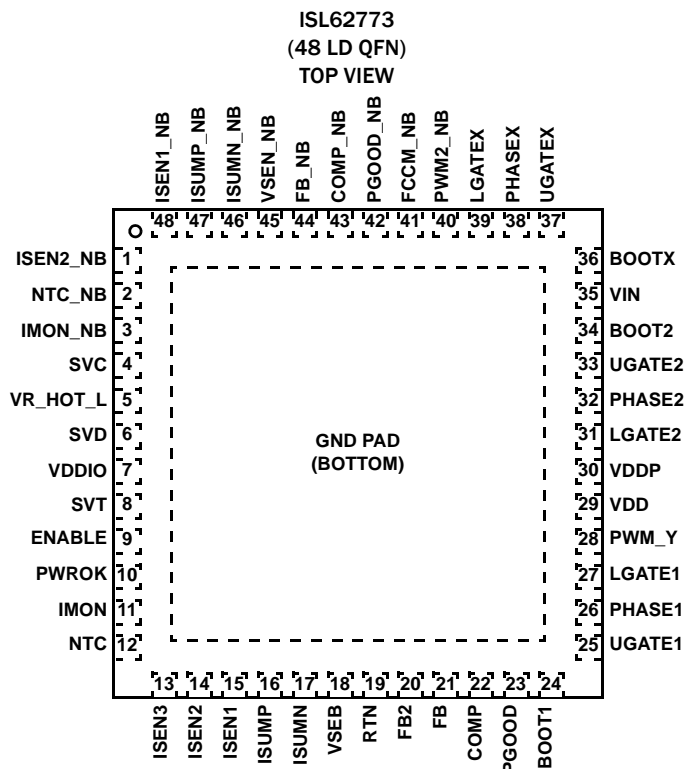 ISL62773
(48 LD QFN)
TOP VIEW
ISEN1_NB
ISUMP_NB
ISUMN_NB
VSEN_NB
FB_NB
COMP_NB
PGOOD_NB
FCCM_NB
PWM2_NB
LGATEX
PHASEX
UGATEX
48 47 46 45 44 43 42 41 40 39 38 37
ISEN2_NB 1
NTC_NB 2
IMON_NB 3
SVC 4
VR_HOT_L 5
SVD 6
VDDIO 7
SVT 8
ENABLE 9
PWROK 10
IMON 11
NTC 12
GND PAD
(BOTTOM)
36 BOOTX
35 VIN
34 BOOT2
33 UGATE2
32 PHASE2
31 LGATE2
30 VDDP
29 VDD
28 PWM_Y
27 LGATE1
26 PHASE1
25 UGATE1
13 14 15 16 17 18 19 20 21 22 23 24
ISEN3
ISEN2
ISEN1
ISUMP
ISUMN
VSEB
RTN
FB2
FB
COMP
PGOOD
BOOT1